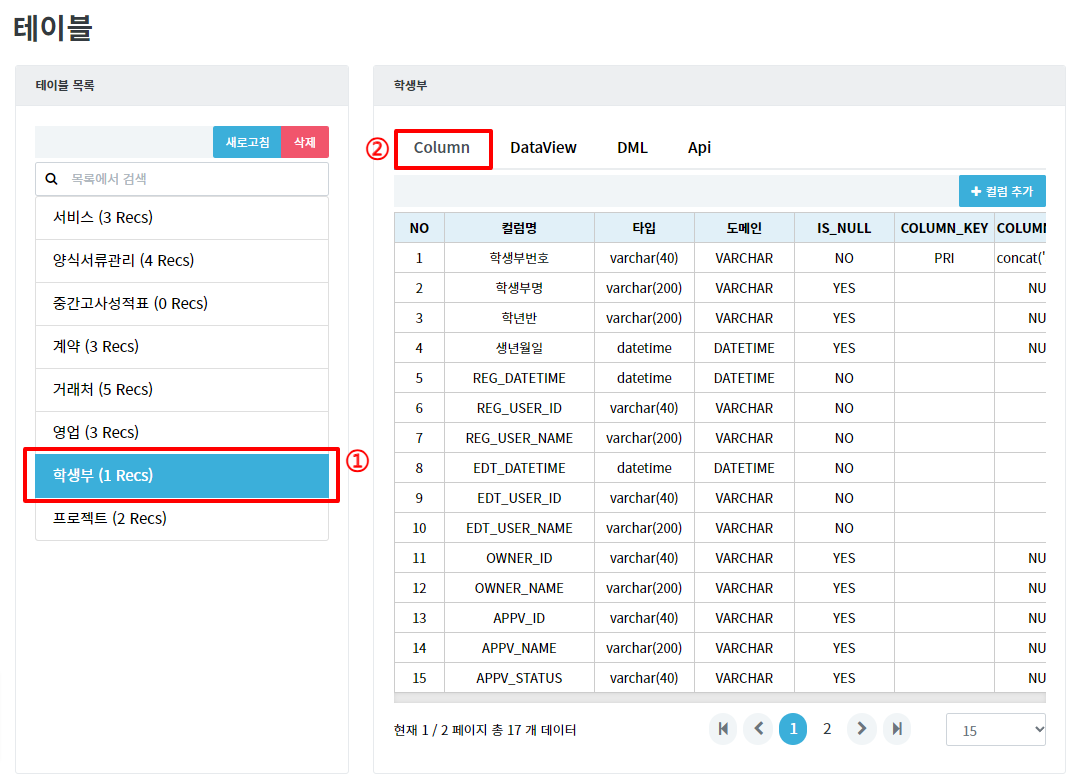 테이블
테이블 목록
새로고침 삭제
목록에서 검색
서비스 (3 Recs)
양식서류관리 (4 Recs)
중간고사성적표 (0 Recs)
계약 (3 Recs)
거래처 (5 Recs)
영업 (3 Recs)
학생부 (1 Recs)
①
프로젝트 (2 Recs)
학생부
② Column DataView DML Api
+ 컬럼 추가
NO 컬럼명 타입 도메인 IS_NULL COLUMN_KEY COLUMN
1 학생부번호 varchar(40) VARCHAR NO PRI concat('
2 학생부명 varchar(200) VARCHAR YES NU
3 학년반 varchar(200) VARCHAR YES NU
4 생년월일 datetime DATETIME YES NU
5 REG_DATETIME datetime DATETIME NO
6 REG_USER_ID varchar(40) VARCHAR NO
7 REG_USER_NAME varchar(200) VARCHAR NO
8 EDT_DATETIME datetime DATETIME NO
9 EDT_USER_ID varchar(40) VARCHAR NO
10 EDT_USER_NAME varchar(200) VARCHAR NO
11 OWNER_ID varchar(40) VARCHAR YES NU
12 OWNER_NAME varchar(200) VARCHAR YES NU
13 APPV_ID varchar(40) VARCHAR YES NU
14 APPV_NAME varchar(200) VARCHAR YES NU
15 APPV_STATUS varchar(40) VARCHAR YES NU
현재 1 / 2 페이지 총 17 개 데이터 1 2 15